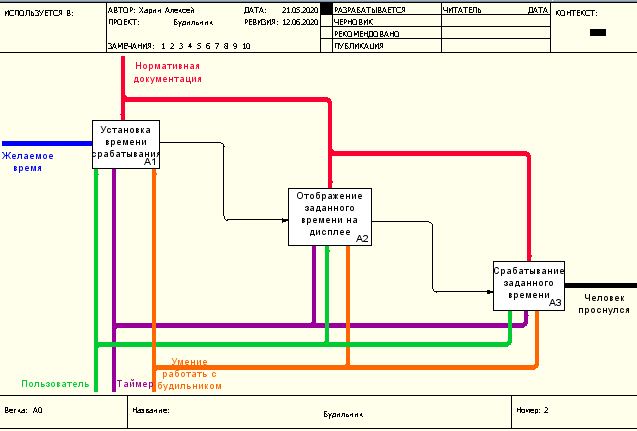 ИСПОЛЬЗУЕТСЯ В:
АВТОР: Харин Алексей
ДАТА: 21.05.2020
ПРОЕКТ: Будильник
РЕВИЗИЯ: 12.06.2020
ЗАМЕЧАНИЯ: 1 2 3 4 5 6 7 8 9 10
РАЗРАБАТЫВАЕТСЯ
ЧЕРНОВИК
РЕКОМЕНДОВАНО
ПУБЛИКАЦИЯ
ЧИТАТЕЛЬ
ДАТА
КОНТЕКСТ:
Нормативная
документация
Установка
времени
срабатывания
A1
Желаемое
время
Отображение
заданного
времени на
дисплее
A2
Срабатывание
заданного
времени
A3
Человек
проснулся
Умение
работать с
будильником
Пользователь
Таймер
Ветка: A0
Название:
Будильник
Номер: 2